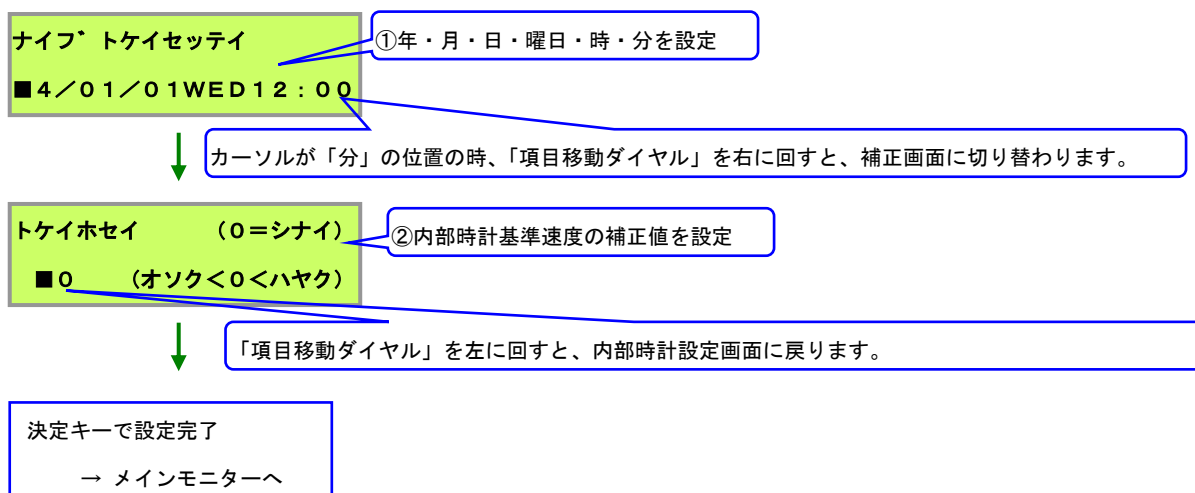 ナイフ゛トケイセッテイ
①年・月・日・曜日・時・分を設定
■4/01/01WED12:00
カーソルが「分」の位置の時、「項目移動ダイヤル」を右に回すと、補正画面に切り替わります。
トケイホセイ (0=シナイ)
②内部時計基準速度の補正値を設定
■0 (オソク<0<ハヤク)
「項目移動ダイヤル」を左に回すと、内部時計設定画面に戻ります。
決定キーで設定完了
→ メインモニターへ